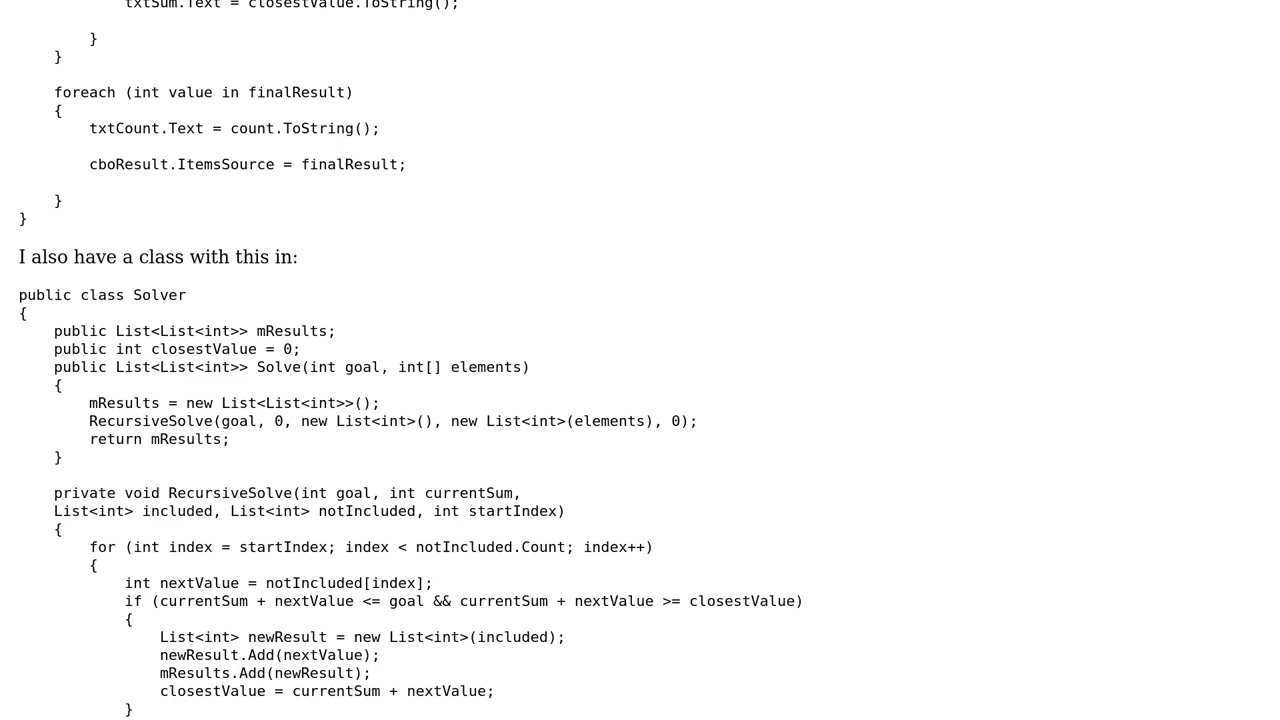 txtSum.Text = closestValue.ToString();
}
}
foreach (int value in finalResult)
{
txtCount.Text = count.ToString();
cboResult.ItemsSource = finalResult;
}
}
I also have a class with this in:
public class Solver
{
public List<List<int>> mResults;
public int closestValue = 0;
public List<List<int>> Solve(int goal, int[] elements)
{
mResults = new List<List<int>>();
RecursiveSolve(goal, 0, new List<int>(), new List<int>(elements), 0);
return mResults;
}
private void RecursiveSolve(int goal, int currentSum,
List<int> included, List<int> notIncluded, int startIndex)
{
for (int index = startIndex; index < notIncluded.Count; index++)
{
int nextValue = notIncluded[index];
if (currentSum + nextValue <= goal && currentSum + nextValue >= closestValue)
{
List<int> newResult = new List<int>(included);
newResult.Add(nextValue);
mResults.Add(newResult);
closestValue = currentSum + nextValue;
}